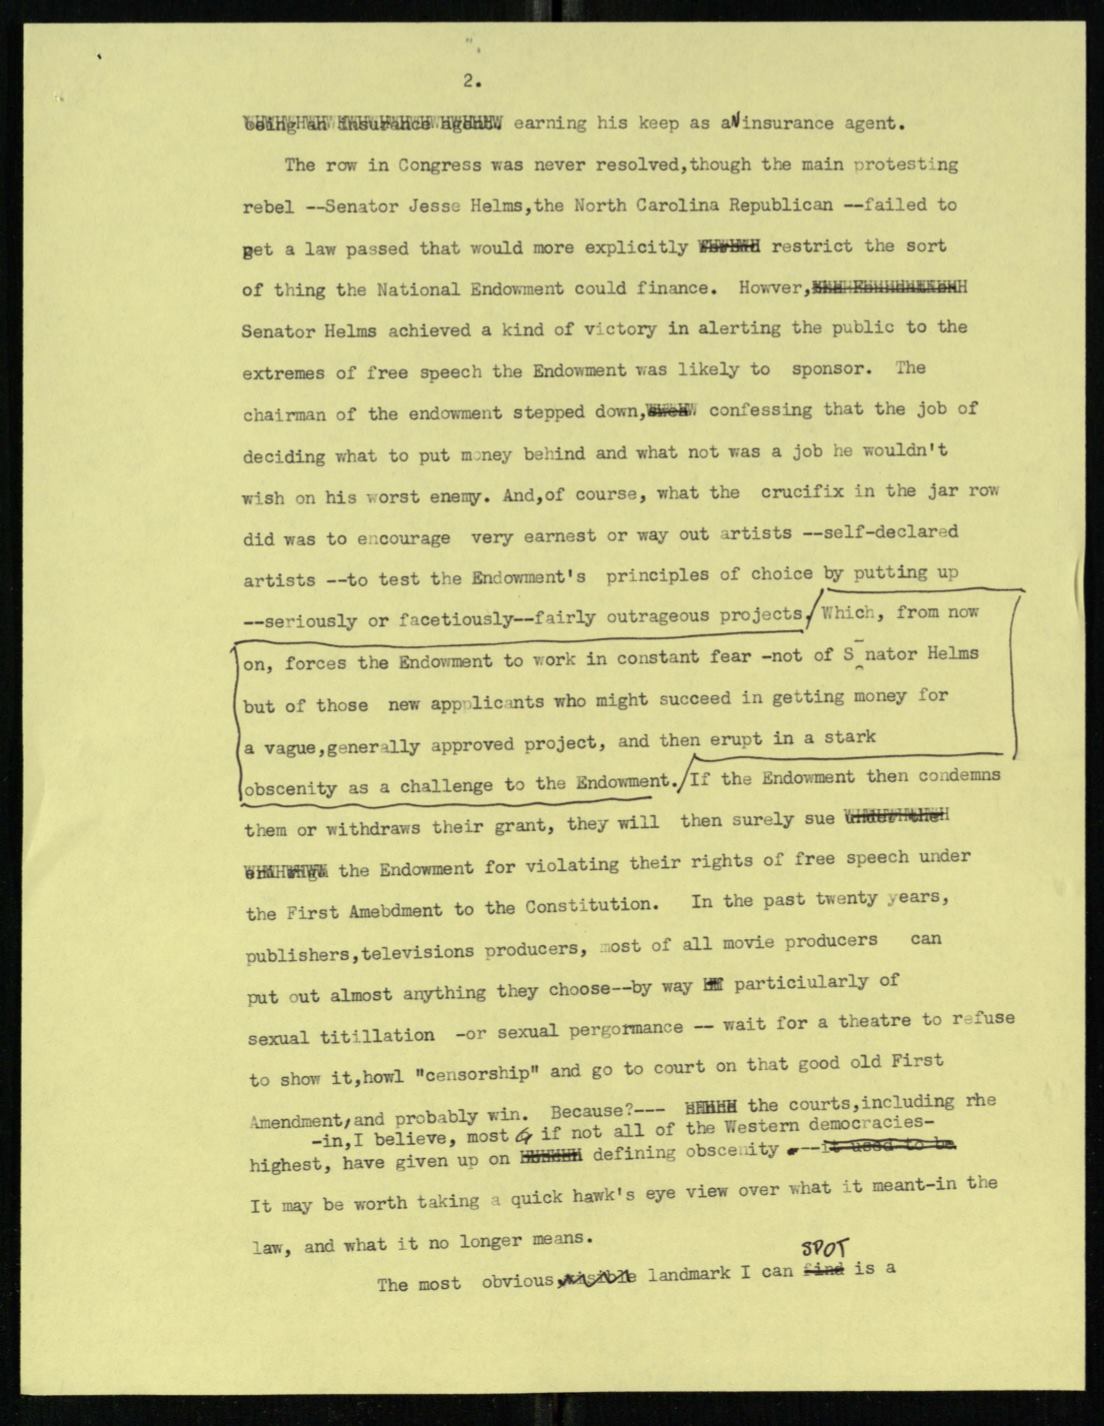 2.
being an insurance agent. earning his keep as aN insurance agent.
The row in Congress was never resolved,though the main protesting
rebel --Senator Jesse Helms,the North Carolina Republican --failed to
get a law passed that would more explicitly restrict the sort
of thing the National Endowment could finance. Howver,
Senator Helms achieved a kind of victory in alerting the public to the
extremes of free speech the Endowment was likely to sponsor. The
chairman of the endowment stepped down, confessing that the job of
deciding what to put money behind and what not was a job he wouldn't
wish on his worst enemy. And,of course, what the crucifix in the jar row
did was to encourage very earnest or way out artists --self-declared
artists --to test the Endowment's principles of choice by putting up
--seriously or facetiously--fairly outrageous projects. Which, from now
on, forces the Endowment to work in constant fear -not of S nator Helms
but of those new appplicants who might succeed in getting money for
a vague,generally approved project, and then erupt in a stark
obscenity as a challenge to the Endowment. If the Endowment then condemns
them or withdraws their grant, they will then surely sue under the
the Endowment for violating their rights of free speech under
the First Amebdment to the Constitution. In the past twenty years,
publishers,televisions producers, most of all movie producers can
put out almost anything they choose--by way particiularly of
sexual titillation -or sexual pergormance -- wait for a theatre to refuse
to show it,howl "censorship" and go to court on that good old First
Amendment,and probably win. Because?--- the courts,including rhe
-in,I believe, most if not all of the Western democracies-
highest, have given up on defining obscenity --it used to be
It may be worth taking a quick hawk's eye view over what it meant-in the
law, and what it no longer means.
SPOT
The most obvious,visible landmark I can find is a